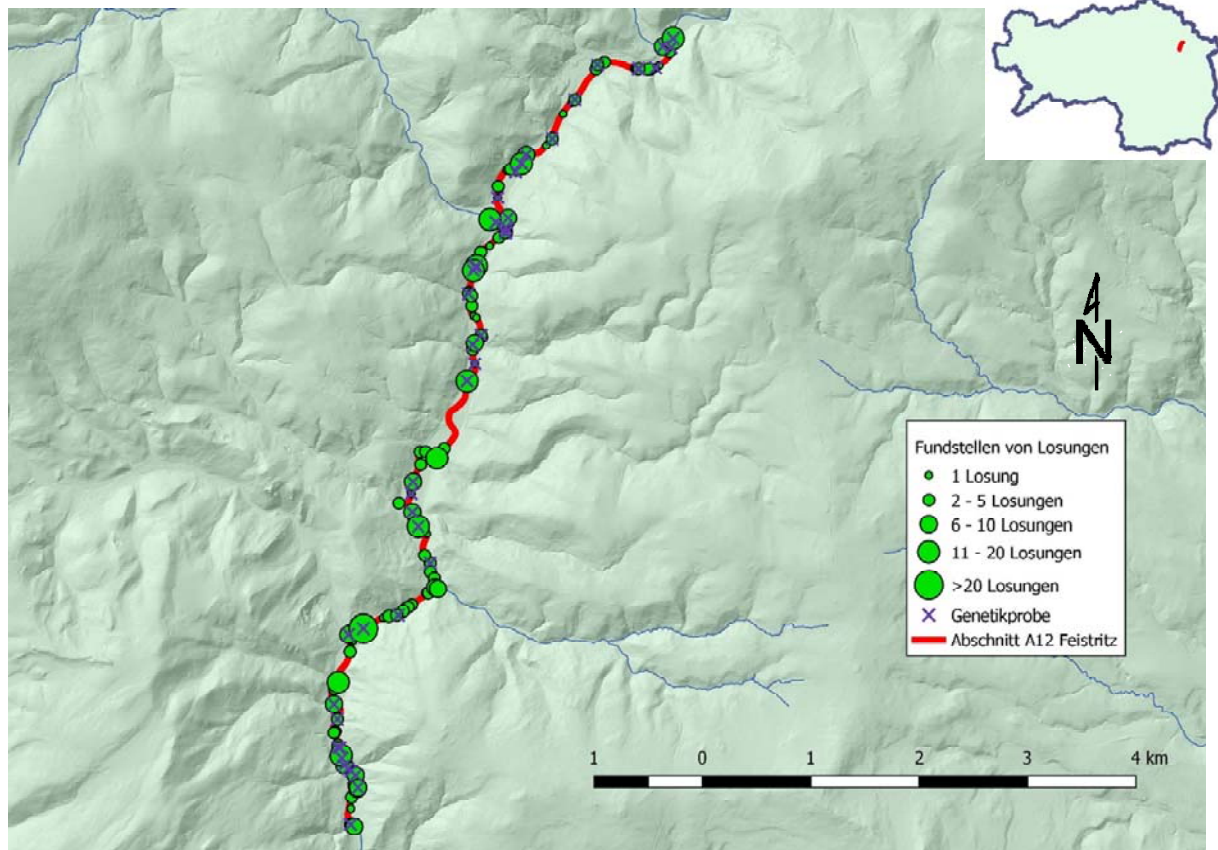 N
Fundstellen von Losungen
1 Losung
2 - 5 Losungen
6 - 10 Losungen
11 - 20 Losungen
>20 Losungen
Genetikprobe
Abschnitt A12 Feistritz
1 0 1 2 3 4 km